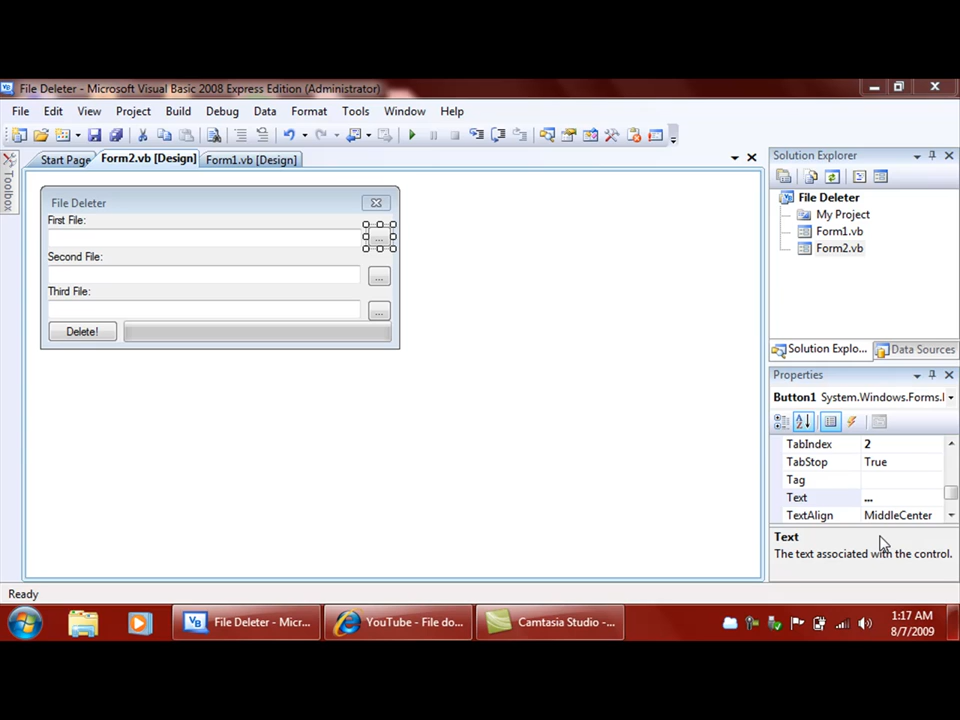 File Deleter - Microsoft Visual Basic 2008 Express Edition (Administrator)
File Edit View Project Build Debug Data Format Tools Window Help
Toolbox
Start Page Form2.vb [Design] Form1.vb [Design]
File Deleter
First File:
...
Second File:
...
Third File:
...
Delete!
Solution Explorer
File Deleter
My Project
Form1.vb
Form2.vb
Solution Explo... Data Sources
Properties
Button1 System.Windows.Forms.
TabIndex 2
TabStop True
Tag
Text ...
TextAlign MiddleCenter
Text
The text associated with the control.
Ready
File Deleter - Micr... YouTube - File do... Camtasia Studio -...
1:17 AM
8/7/2009